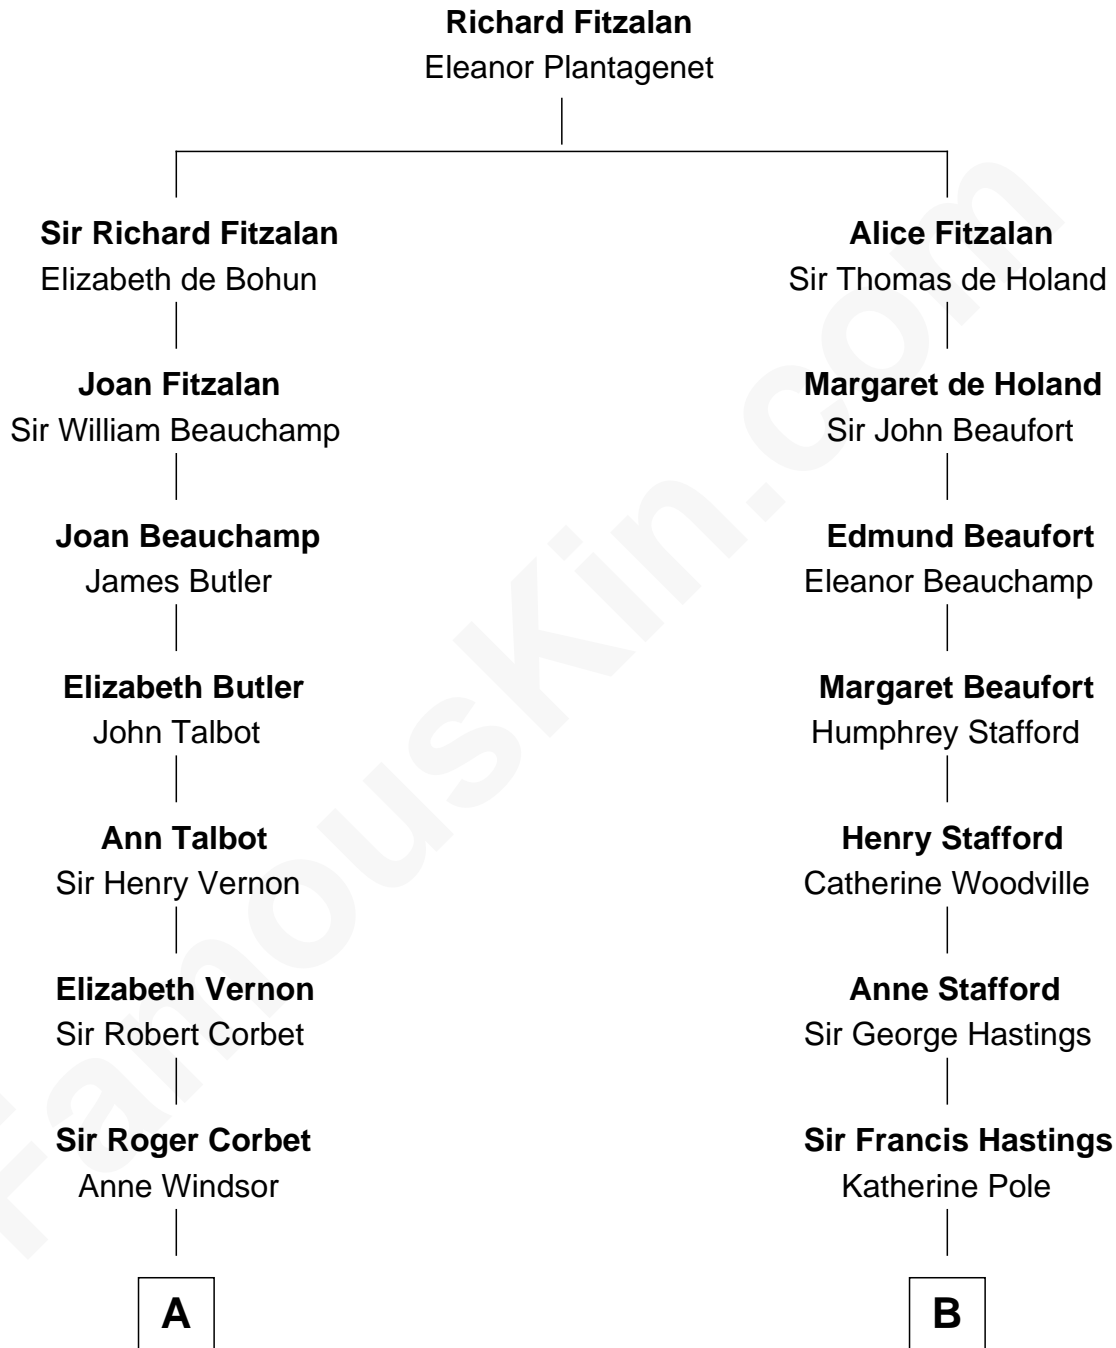 Richard Fitzalan
Eleanor Plantagenet
Sir Richard Fitzalan
Elizabeth de Bohun
Alice Fitzalan
Sir Thomas de Holand
Joan Fitzalan
Sir William Beauchamp
Margaret de Holand
Sir John Beaufort
Joan Beauchamp
James Butler
Edmund Beaufort
Eleanor Beauchamp
Elizabeth Butler
John Talbot
Margaret Beaufort
Humphrey Stafford
Ann Talbot
Sir Henry Vernon
Henry Stafford
Catherine Woodville
Elizabeth Vernon
Sir Robert Corbet
Anne Stafford
Sir George Hastings
Sir Roger Corbet
Anne Windsor
Sir Francis Hastings
Katherine Pole
A
B
FamousKin.com